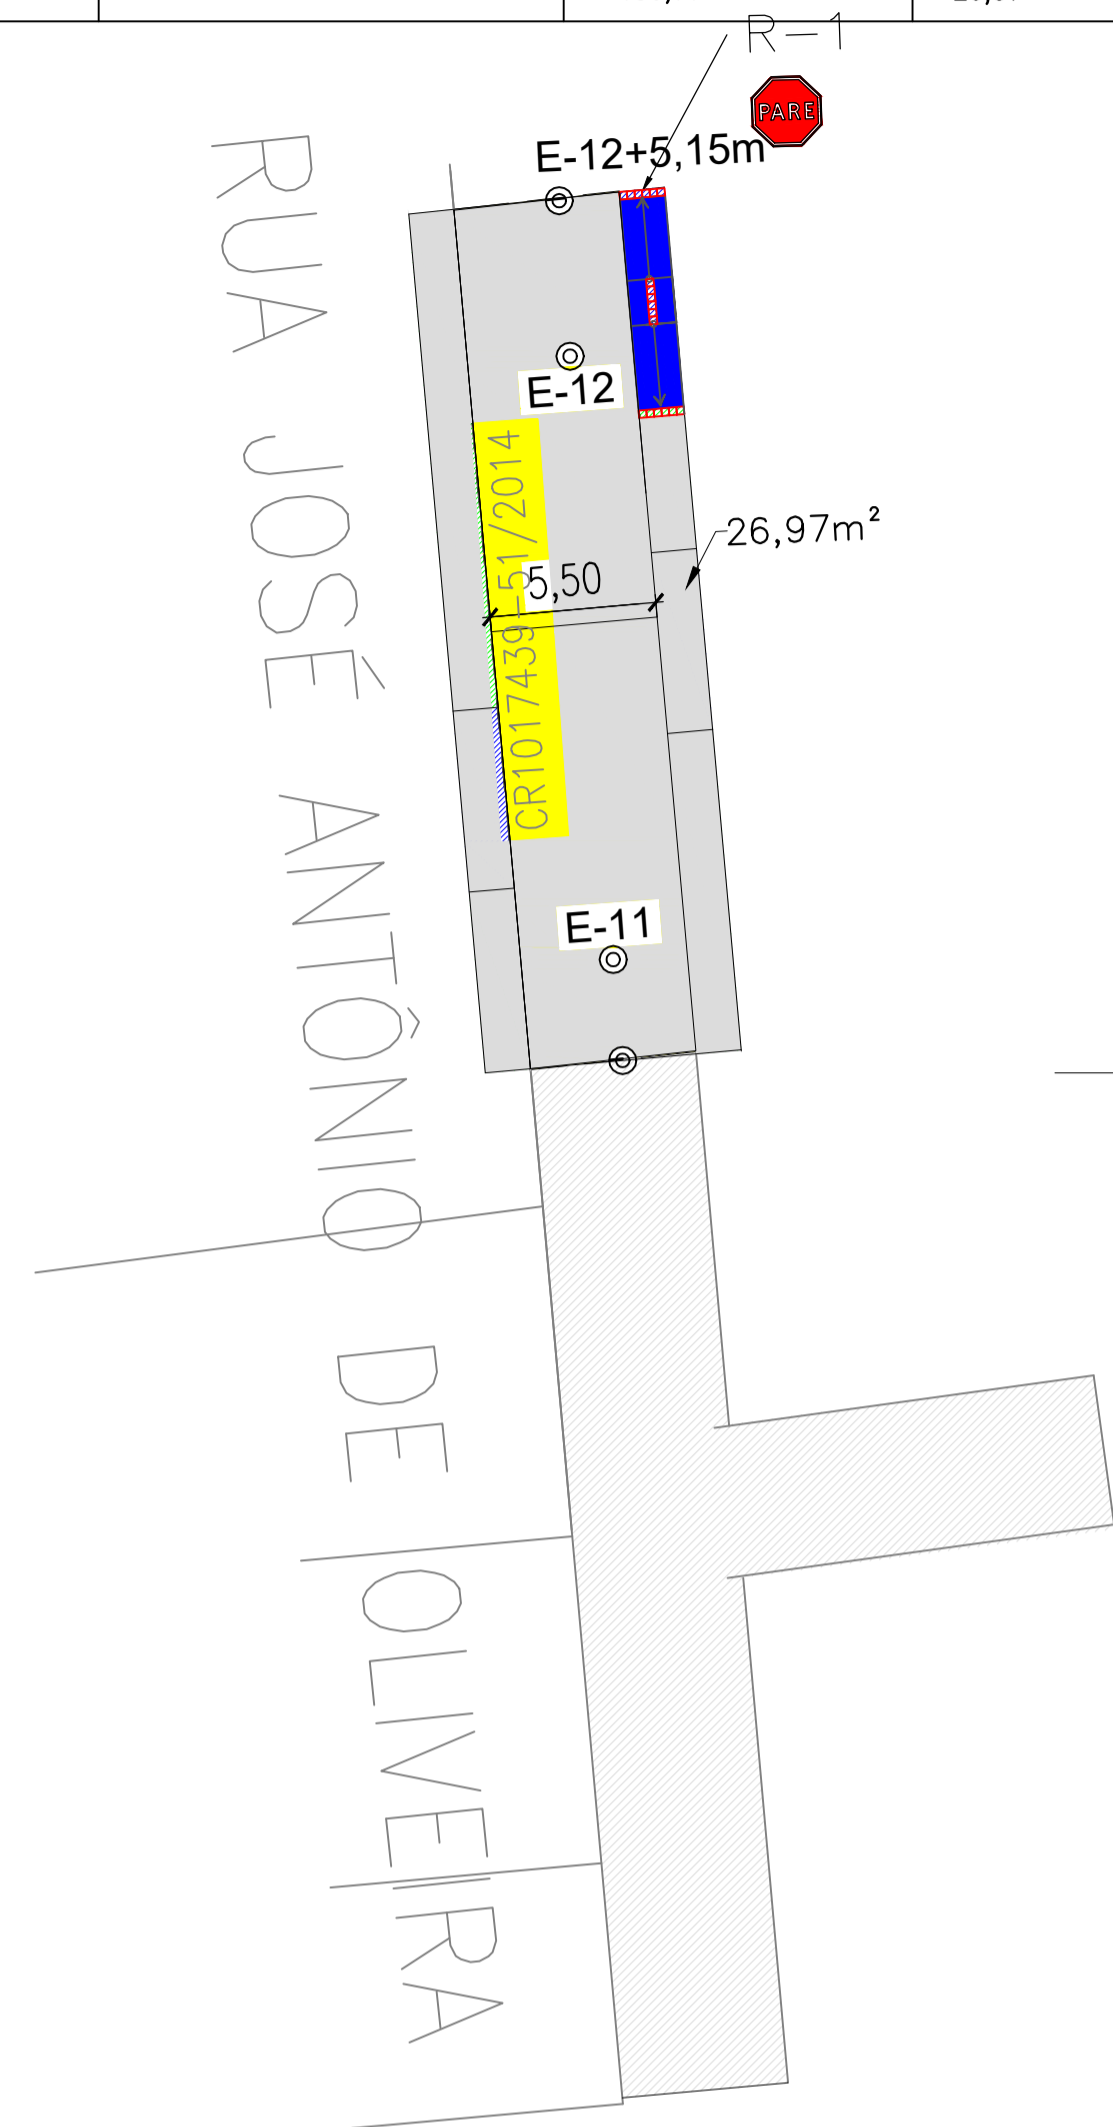 R-1
PARE
E-12+5,15m
E-12
26,97m²
5,50
CR1017439-51/2014
E-11
RUA JOSÉ ANTÔNIO DE OLIVEIRA